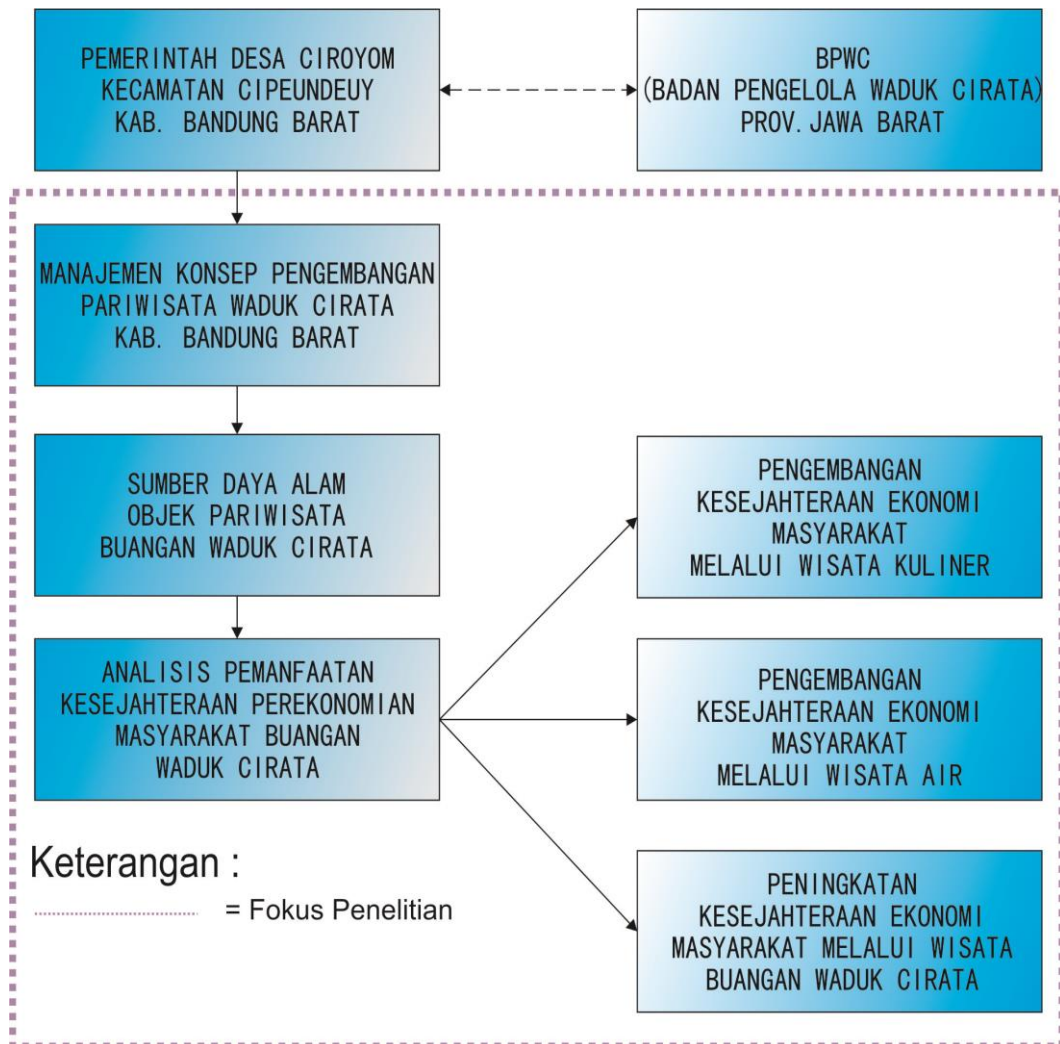 PEMERINTAH DESA CIROYOM
KECAMATAN CIPEUNDEUY
KAB. BANDUNG BARAT
BPWC
(BADAN PENGELOLA WADUK CIRATA)
PROV.JAWA BARAT
MANAJEMEN KONSEP PENGEMBANGAN
PARIWISATA WADUK CIRATA
KAB. BANDUNG BARAT
SUMBER DAYA ALAM
OBJEK PARIWISATA
BUANGAN WADUK CIRATA
ANALISIS PEMANFAATAN
KESEJAHTERAAN PEREKONOMIAN
MASYARAKAT BUANGAN
WADUK CIRATA
PENGEMBANGAN
KESEJAHTERAAN EKONOMI
MASYARAKAT
MELALUI WISATA KULINER
PENGEMBANGAN
KESEJAHTERAAN EKONOMI
MASYARAKAT
MELALUI WISATA AIR
PENINGKATAN
KESEJAHTERAAN EKONOMI
MASYARAKAT MELALUI WISATA
BUANGAN WADUK CIRATA
Keterangan :
= Fokus Penelitian